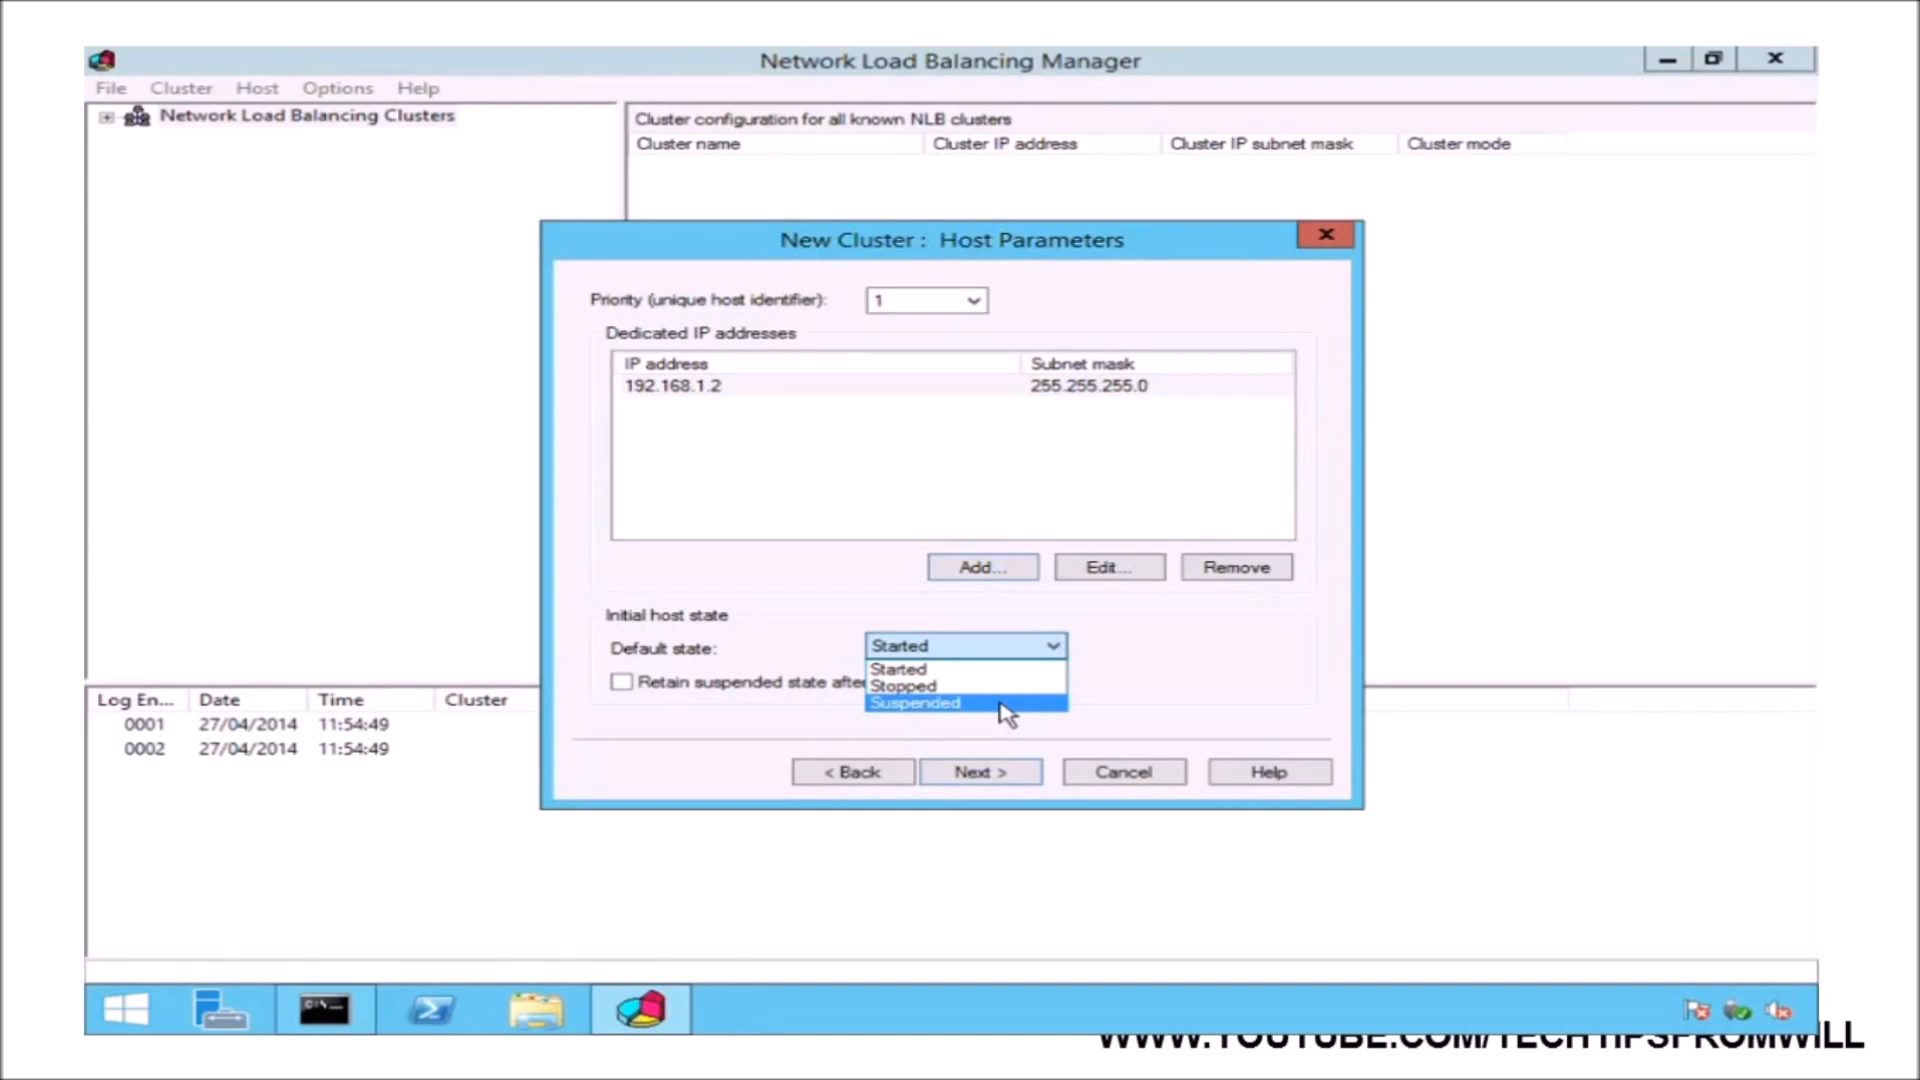 Network Load Balancing Manager
File Cluster Host Options Help
Network Load Balancing Clusters
Cluster configuration for all known NLB clusters
Cluster name Cluster IP address Cluster IP subnet mask Cluster mode
New Cluster : Host Parameters
Priority (unique host identifier): 1
Dedicated IP addresses
IP address Subnet mask
192.168.1.2 255.255.255.0
Add... Edit... Remove
Initial host state
Default state: Started
Started
Retain suspended state after
Stopped
Suspended
< Back Next > Cancel Help
Log En... Date Time Cluster
0001 27/04/2014 11:54:49
0002 27/04/2014 11:54:49
WWW.YOUTUBE.COM/TECHTIPSFROMWILL